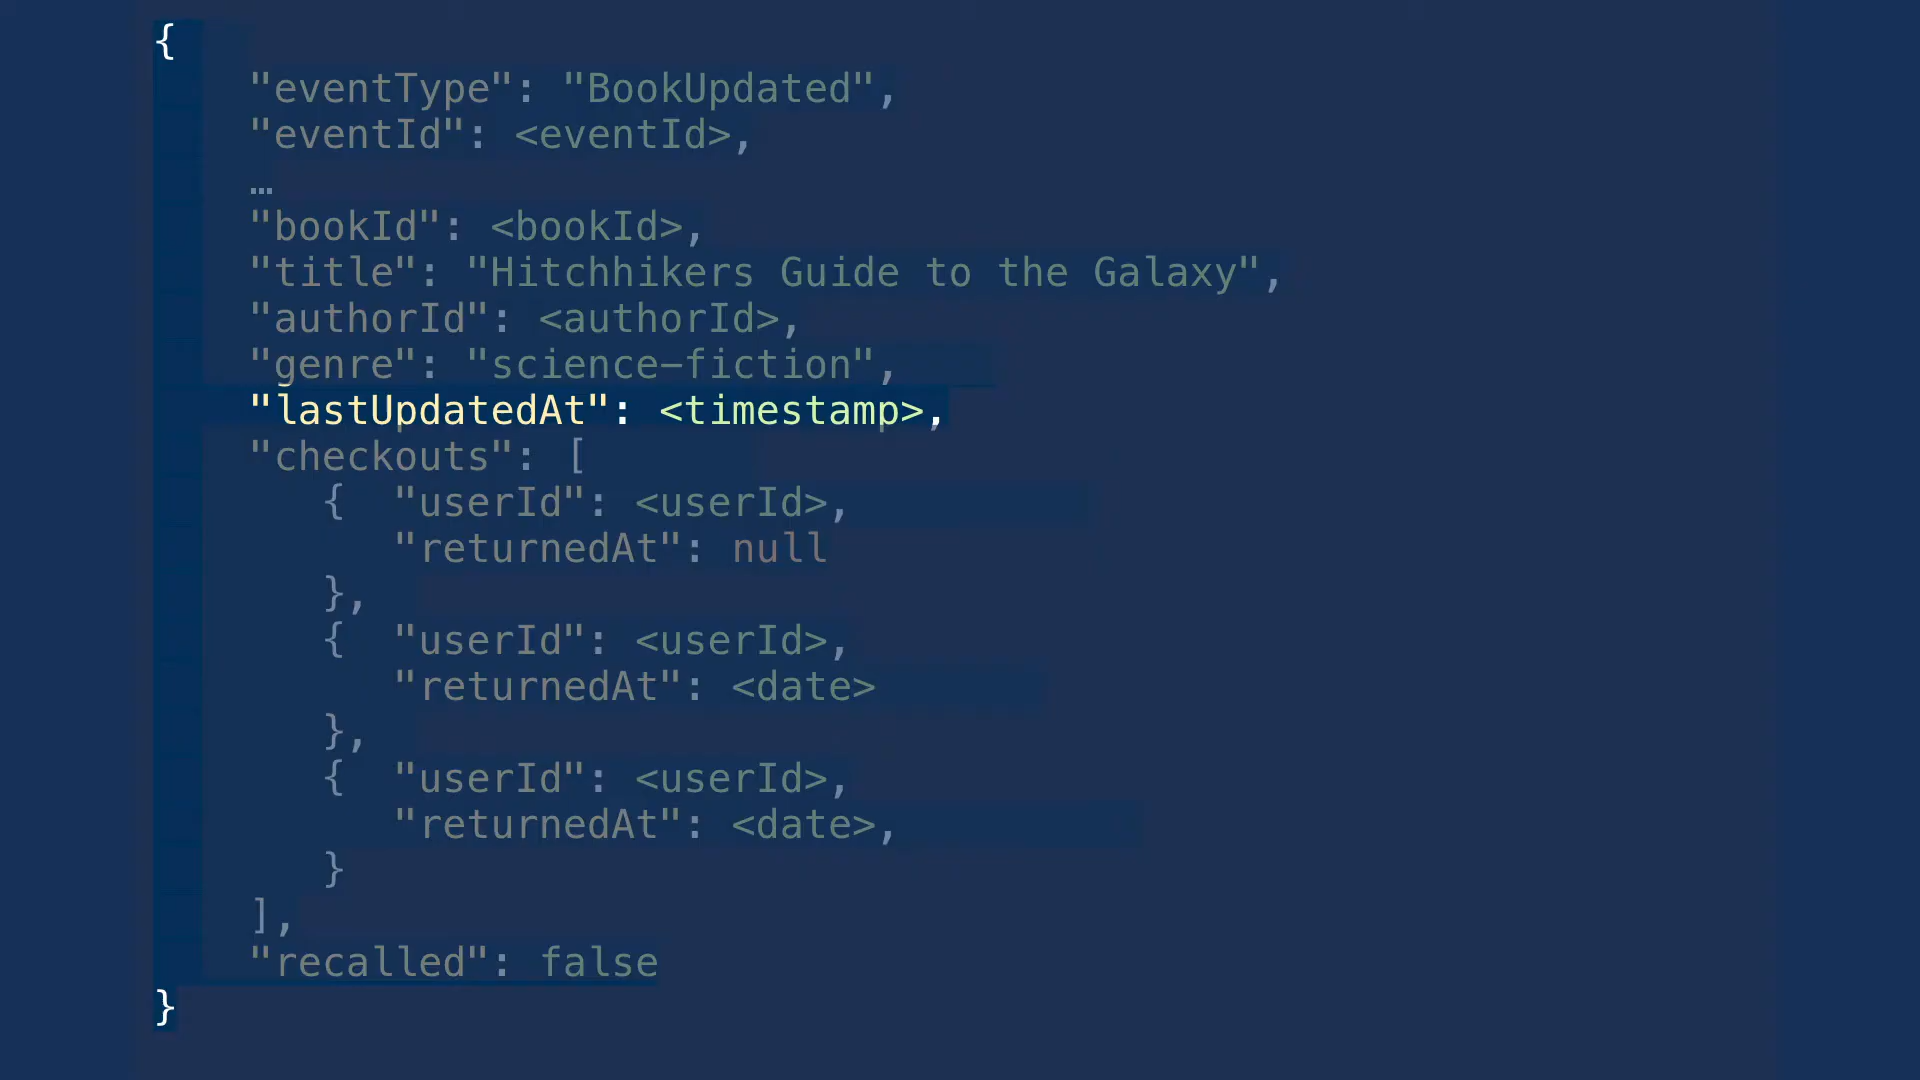 {
"eventType": "BookUpdated",
"eventId": <eventId>,
…
"bookId": <bookId>,
"title": "Hitchhikers Guide to the Galaxy",
"authorId": <authorId>,
"genre": "science-fiction",
"lastUpdatedAt": <timestamp>,
"checkouts": [
{ "userId": <userId>,
"returnedAt": null
},
{ "userId": <userId>,
"returnedAt": <date>
},
{ "userId": <userId>,
"returnedAt": <date>,
}
],
"recalled": false
}